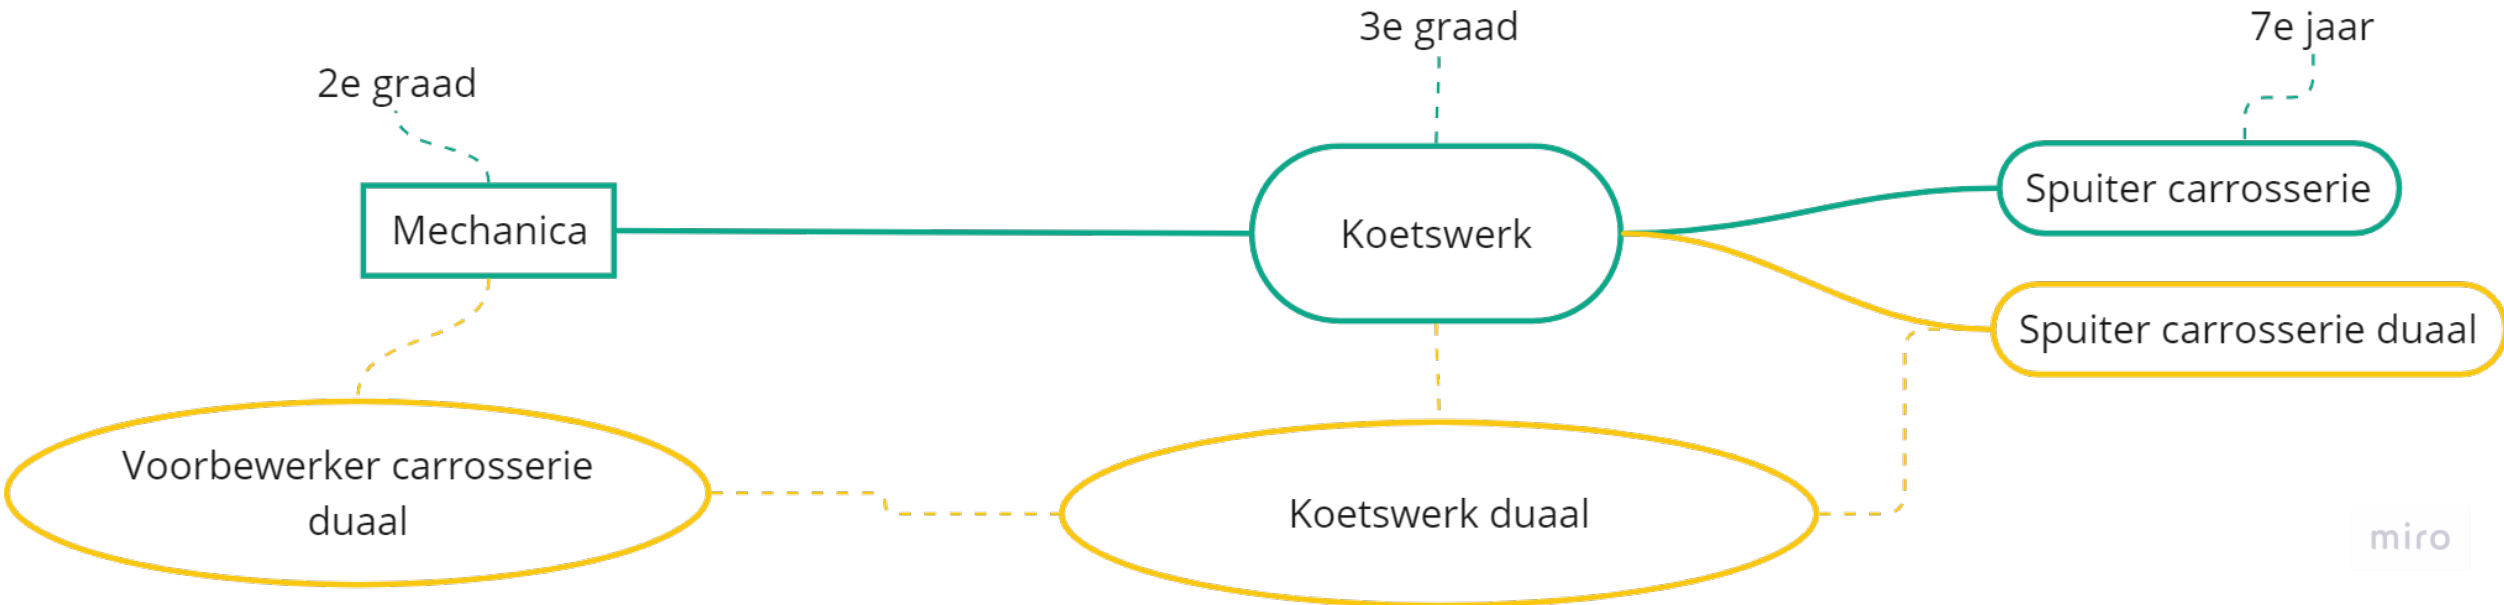 2e graad
3e graad
7e jaar
Mechanica
Koetswerk
Spuiter carrosserie
Spuiter carrosserie duaal
Voorbewerker carrosserie
duaal
Koetswerk duaal
miro